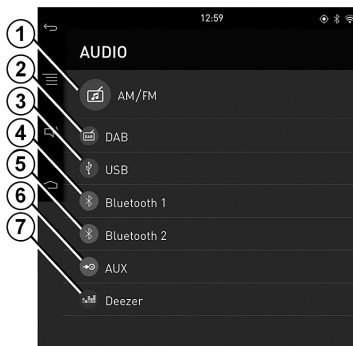 12:59
AUDIO
1
AM/FM
2
DAB
3
USB
4
Bluetooth 1
5
Bluetooth 2
6
AUX
7
Deezer